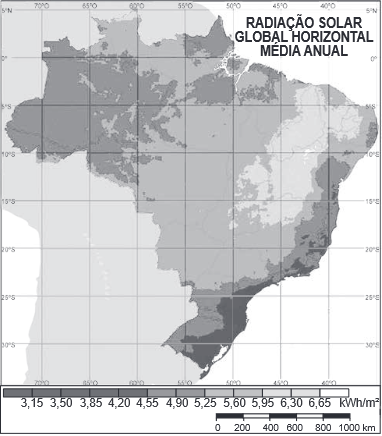 70°O 65°O 60°O 55°O 50°O 45°O 40°O
5°N 5°N
RADIAÇÃO SOLAR
GLOBAL HORIZONTAL
MÉDIA ANUAL
0° 0°
5°S 5°S
10°S 10°S
15°S 15°S
20°S 20°S
25°S 25°S
30°S 30°S
70°O 65°O 60°O 55°O 50°O 45°O 40°O
3,15 3,50 3,85 4,20 4,55 4,90 5,25 5,60 5,95 6,30 6,65 kWh/m²
0 200 400 600 800 1000 km